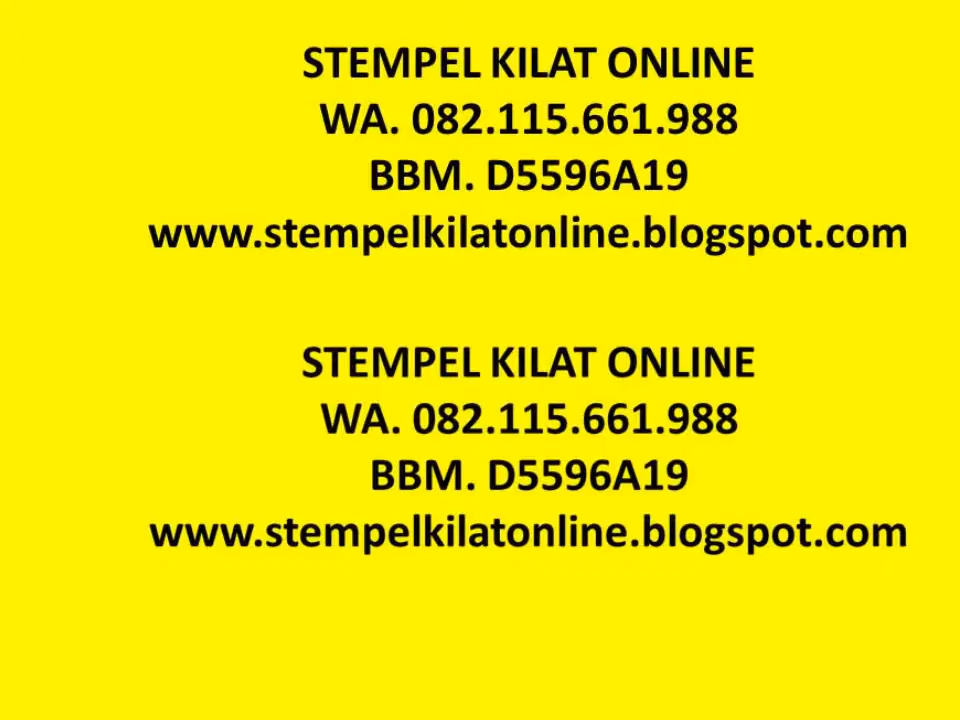 STEMPEL KILAT ONLINE
WA. 082.115.661.988
BBM. D5596A19
www.stempelkilatonline.blogspot.com
STEMPEL KILAT ONLINE
WA. 082.115.661.988
BBM. D5596A19
www.stempelkilatonline.blogspot.com